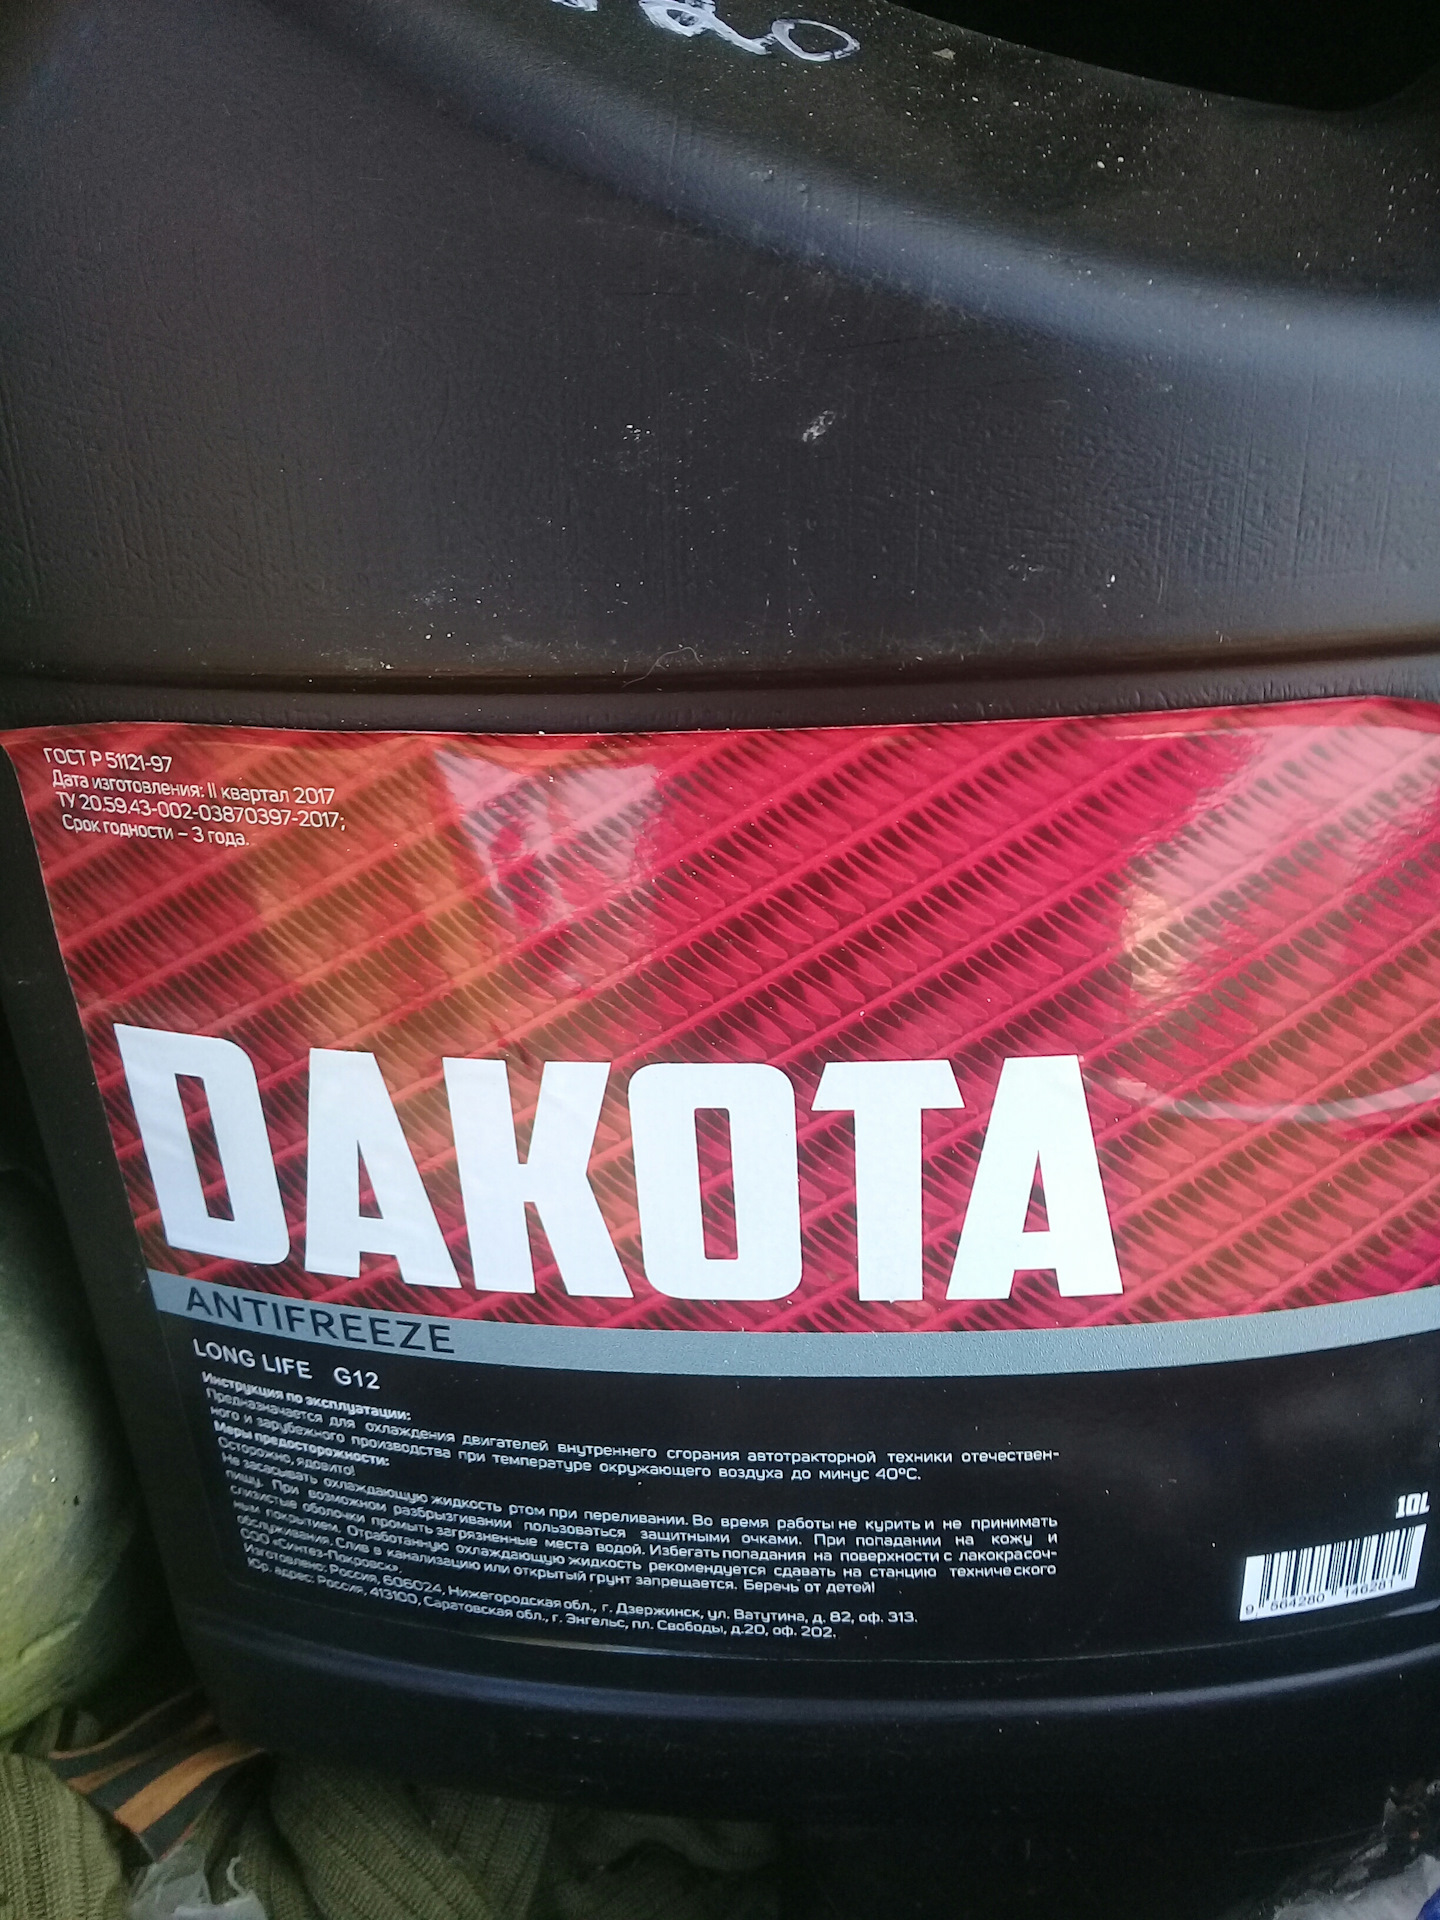 20
ГОСТ Р 51121-97
Дата изготовления: II квартал 2017
ТУ 20.59.43-002-03870397-2017;
Срок годности – 3 года.
DAKOTA
ANTIFREEZE
LONG LIFE G12
Инструкция по эксплуатации:
Предназначается для охлаждения двигателей внутреннего сгорания автотракторной техники отечествен-
ного и зарубежного производства при температуре окружающего воздуха до минус 40°С.
Меры предосторожности:
Осторожно, ядовито!
Не засасывать охлаждающую жидкость ртом при переливании. Во время работы не курить и не принимать
пищу. При возможном разбрызгивании пользоваться защитными очками. При попадании на кожу и
слизистые оболочки промыть загрязненные места водой. Избегать попадания на поверхности с лакокрасоч-
ным покрытием. Отработанную охлаждающую жидкость рекомендуется сдавать на станцию технического
обслуживания. Слив в канализацию или открытый грунт запрещается. Беречь от детей!
ООО «Синтез-Покровск».
Изготовлено: Россия, 606024, Нижегородская обл., г. Дзержинск, ул. Ватутина, д. 82, оф. 313.
Юр. адрес: Россия, 413100, Саратовская обл., г. Энгельс, пл. Свободы, д.20, оф. 202.
10L
9 564280 146281